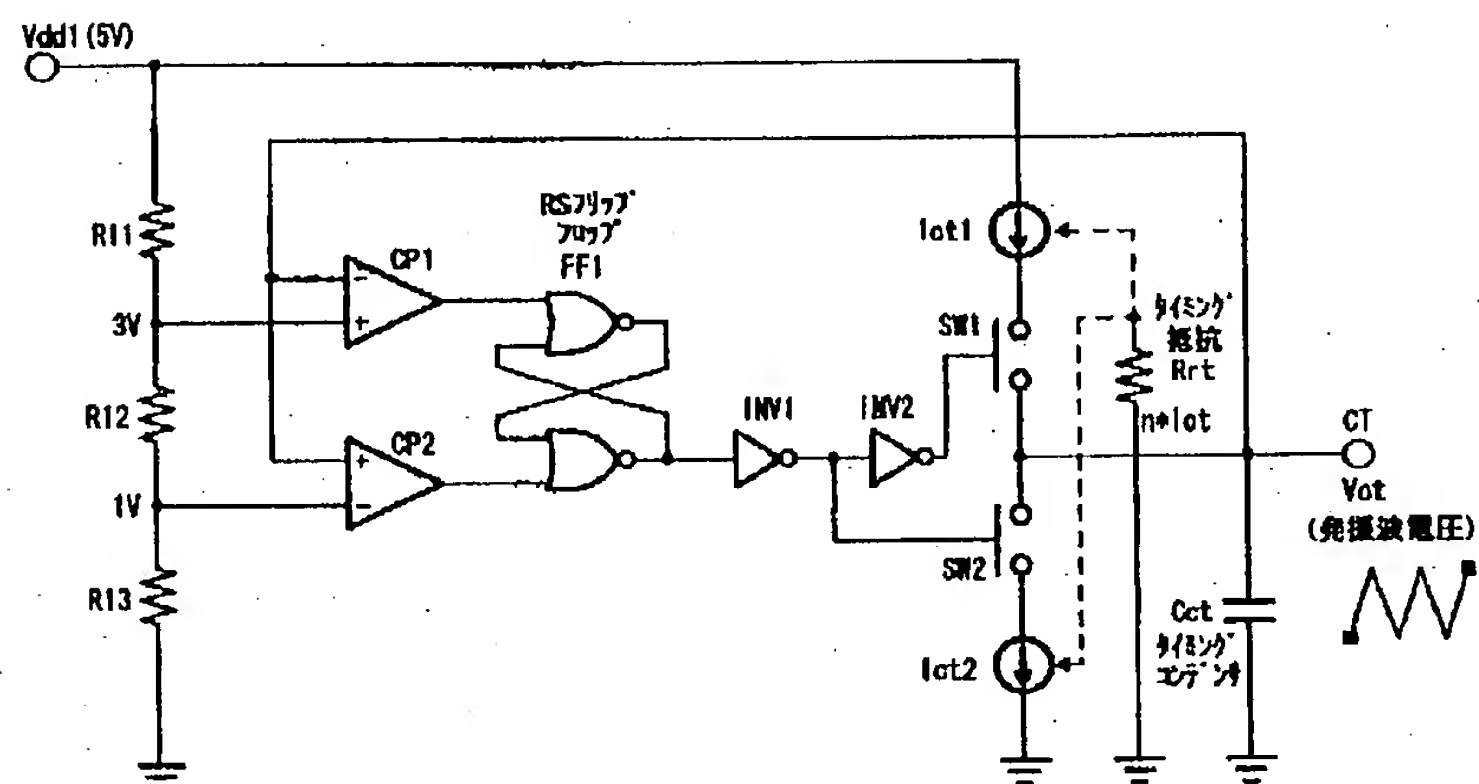 Vdd1(5V)
R11
3V
R12
1V
R13
CP1
CP2
RSフリップ
フロップ
FF1
INV1
INV2
Iot1
SW1
SW2
Iot2
タイミング
抵抗
Rrt
n*Iot
CT
Vot
(発振波電圧)
Cct
タイミング
コンデンサ